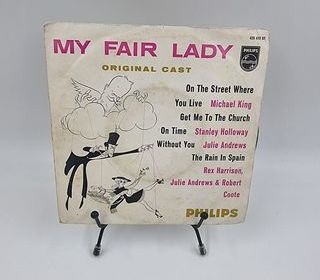 MY FAIR LADY
PHILIPS
ORIGINAL CAST
On The Street Where
You Live Michael King
Get Me To The Church
On Time Stanley Holloway
Without You Julie Andrews
The Rain In Spain
Rex Harrison,
Julie Andrews & Robert
Coote
PHILIPS